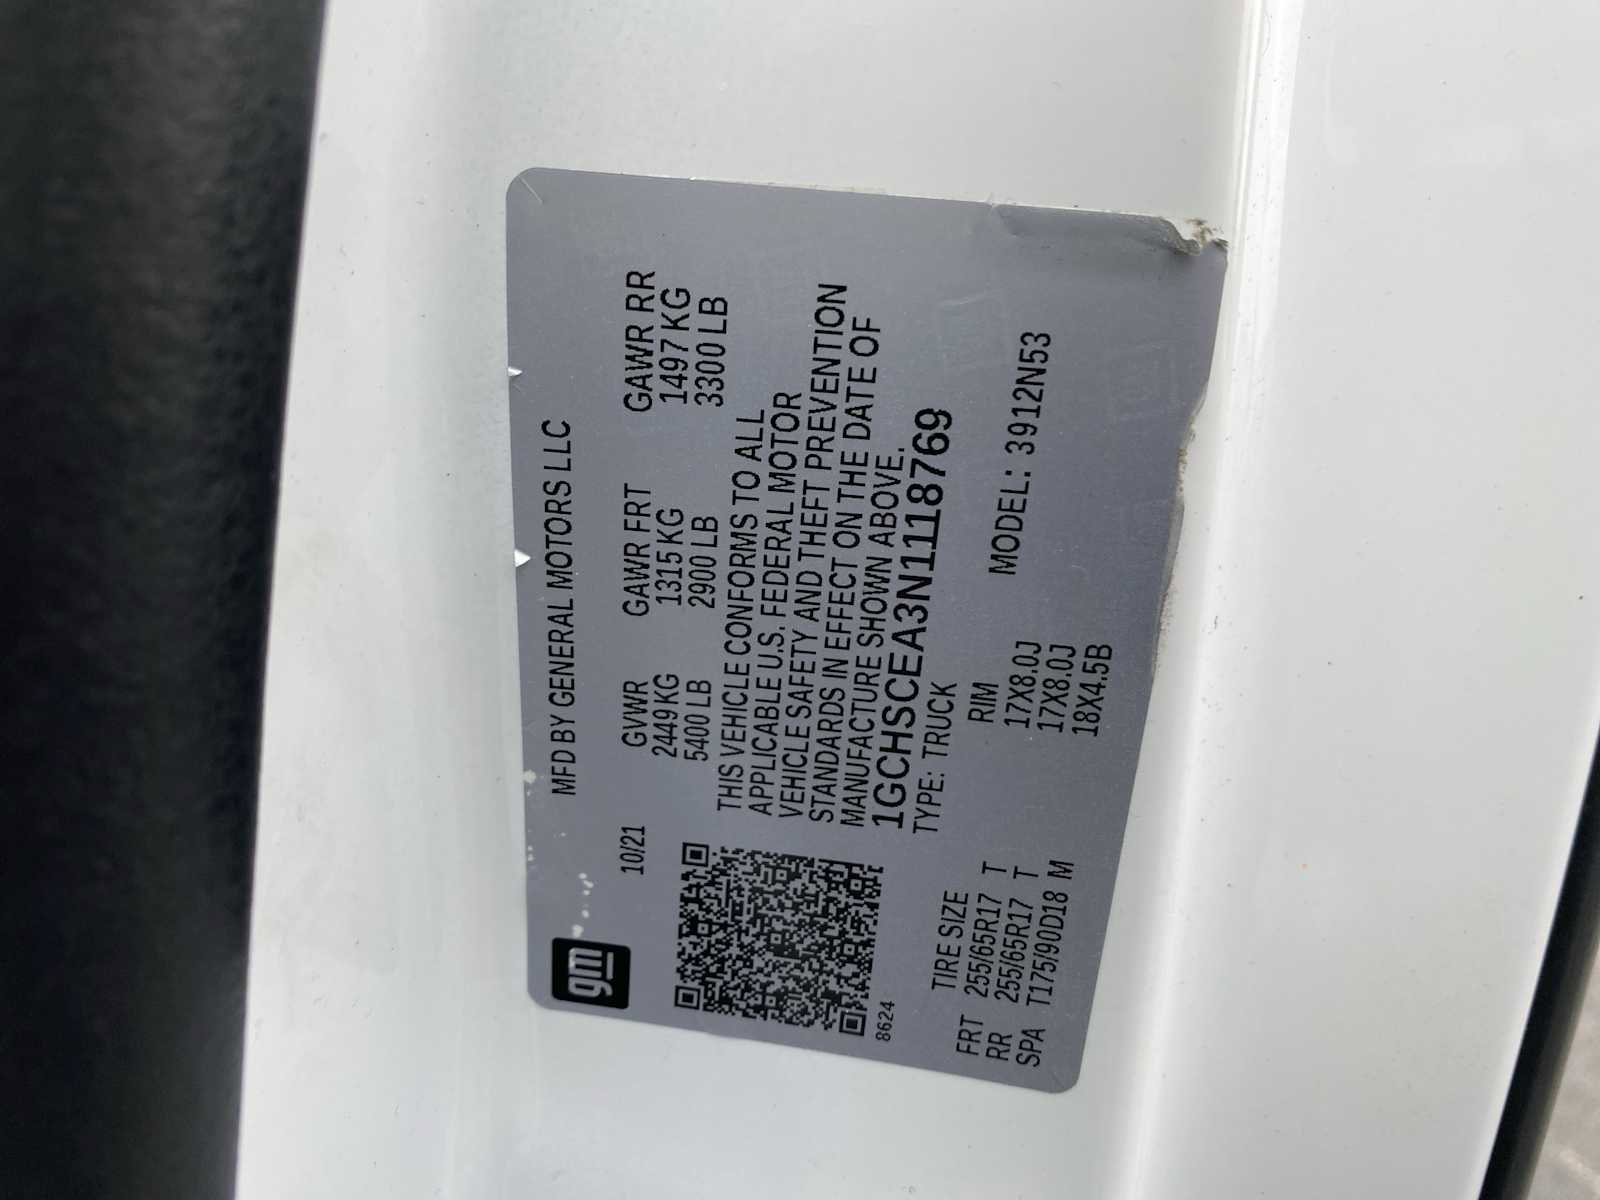 gm
MFD BY GENERAL MOTORS LLC
10/21
GVWR GAWR FRT GAWR RR
2449 KG 1315 KG 1497 KG
5400 LB 2900 LB 3300 LB
THIS VEHICLE CONFORMS TO ALL
APPLICABLE U.S. FEDERAL MOTOR
VEHICLE SAFETY AND THEFT PREVENTION
STANDARDS IN EFFECT ON THE DATE OF
MANUFACTURE SHOWN ABOVE.
8624
1GCHSCEA3N1118769
TYPE: TRUCK
MODEL: 3912N53
TIRE SIZE RIM
FRT 255/65R17 T 17X8.0J
RR 255/65R17 T 17X8.0J
SPA T175/90D18 M 18X4.5B